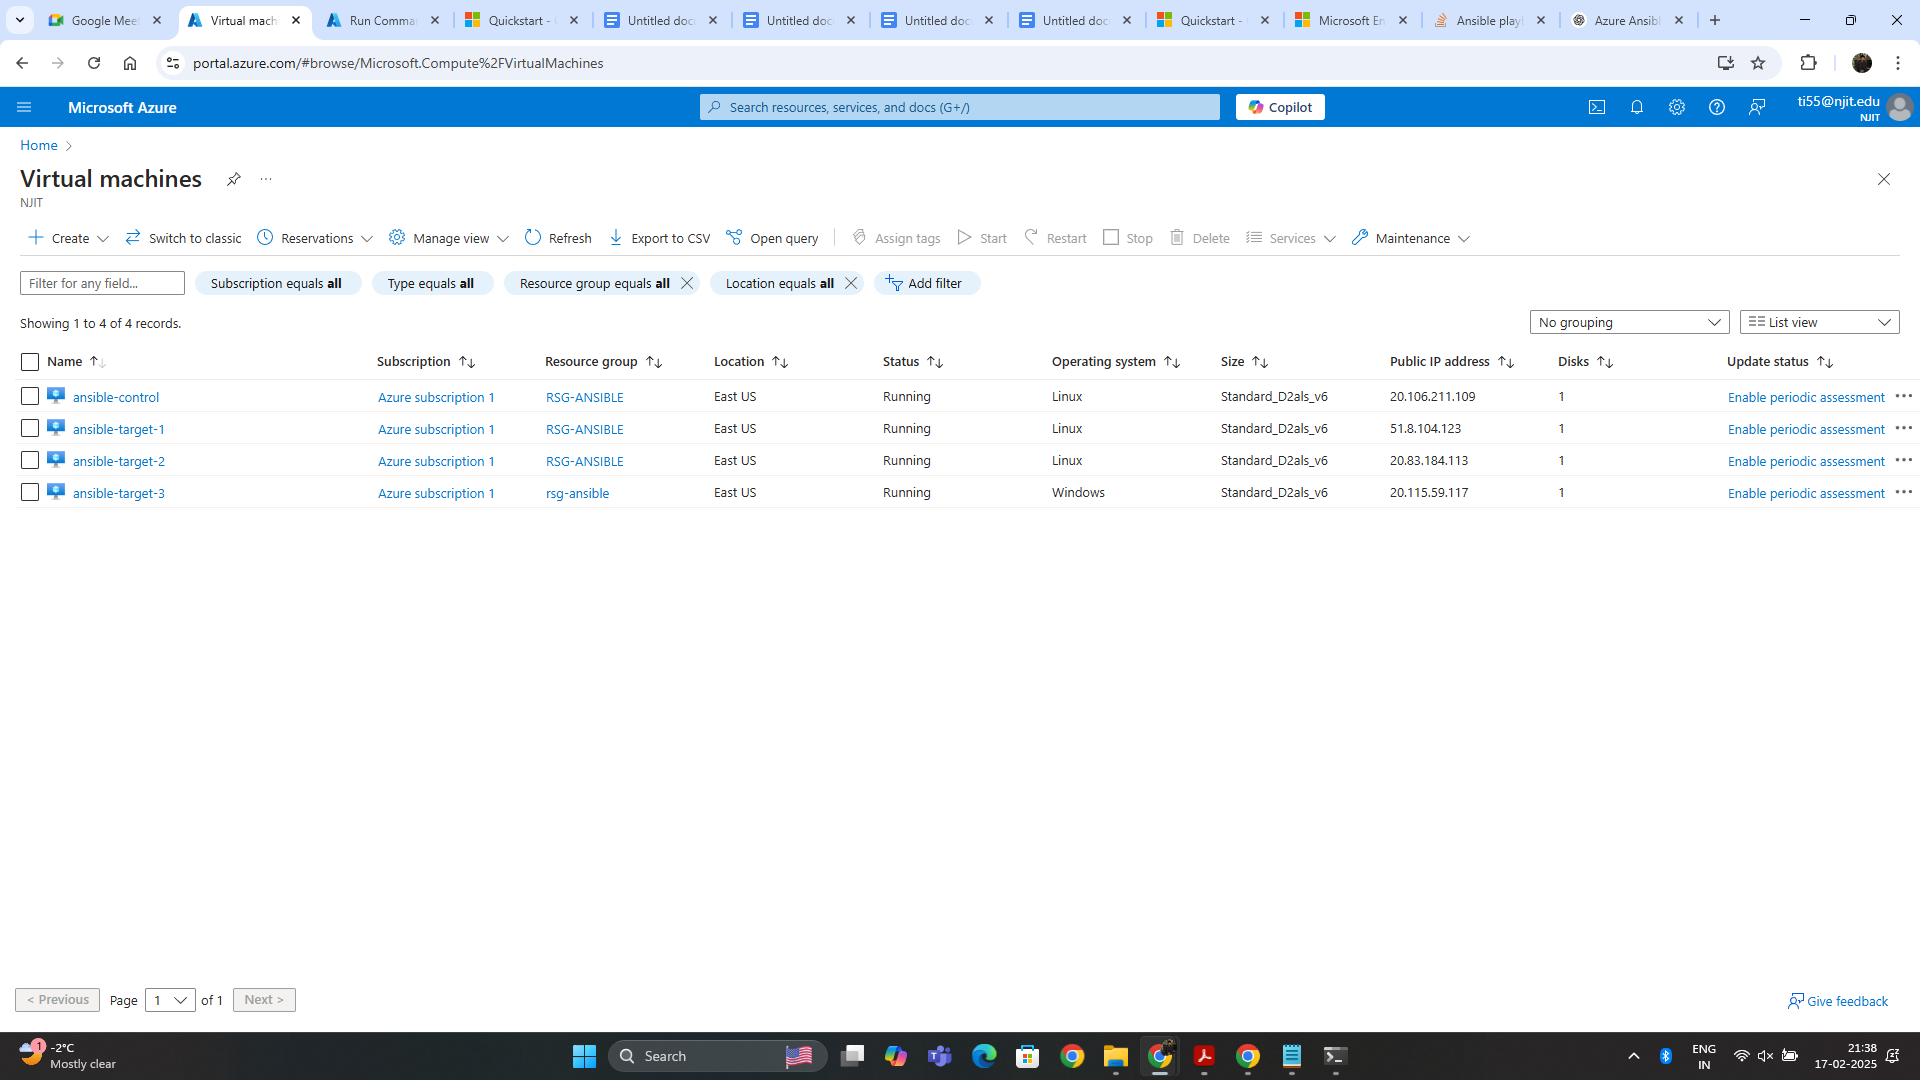 Google Mee
Virtual mach
Run Comma
Quickstart -
Untitled doc
Untitled doc
Untitled doc
Untitled doc
Quickstart -
Microsoft En
Ansible play
Azure Ansib
portal.azure.com/#browse/Microsoft.Compute%2FVirtualMachines
Microsoft Azure
Search resources, services, and docs (G+/)
Copilot
ti55@njit.edu
NJIT
Home
Virtual machines
NJIT
Create
Switch to classic
Reservations
Manage view
Refresh
Export to CSV
Open query
Assign tags
Start
Restart
Stop
Delete
Services
Maintenance
Filter for any field...
Subscription equals all
Type equals all
Resource group equals all
Location equals all
Add filter
Showing 1 to 4 of 4 records.
No grouping
List view
Name Subscription Resource group Location Status Operating system Size Public IP address Disks Update status
ansible-control Azure subscription 1 RSG-ANSIBLE East US Running Linux Standard_D2als_v6 20.106.211.109 1 Enable periodic assessment
ansible-target-1 Azure subscription 1 RSG-ANSIBLE East US Running Linux Standard_D2als_v6 51.8.104.123 1 Enable periodic assessment
ansible-target-2 Azure subscription 1 RSG-ANSIBLE East US Running Linux Standard_D2als_v6 20.83.184.113 1 Enable periodic assessment
ansible-target-3 Azure subscription 1 rsg-ansible East US Running Windows Standard_D2als_v6 20.115.59.117 1 Enable periodic assessment
< Previous
Page 1 of 1
Next >
Give feedback
1
-2°C
Mostly clear
Search
ENG
IN
21:38
17-02-2025